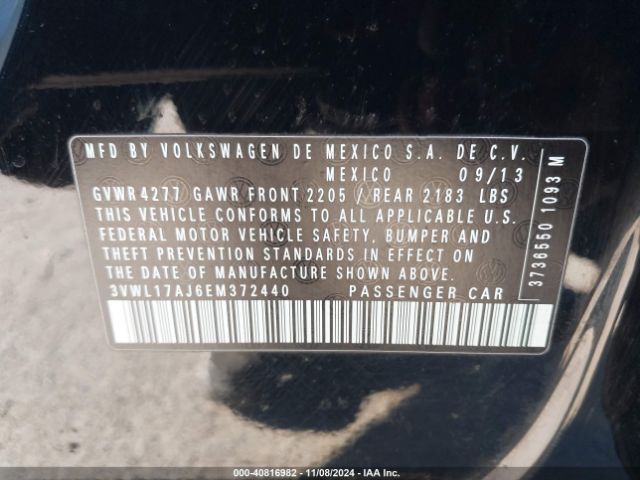 MFD BY VOLKSWAGEN DE MEXICO S.A. DE C.V.
MEXICO 09/13
GVWR 4277 GAWR FRONT 2205 / REAR 2183 LBS
THIS VEHICLE CONFORMS TO ALL APPLICABLE U.S.
FEDERAL MOTOR VEHICLE SAFETY, BUMPER AND
THEFT PREVENTION STANDARDS IN EFFECT ON
THE DATE OF MANUFACTURE SHOWN ABOVE.
3VWL17AJ6EM372440 PASSENGER CAR
3736550 1093 M
000-40816982 - 11/08/2024 - IAA Inc.